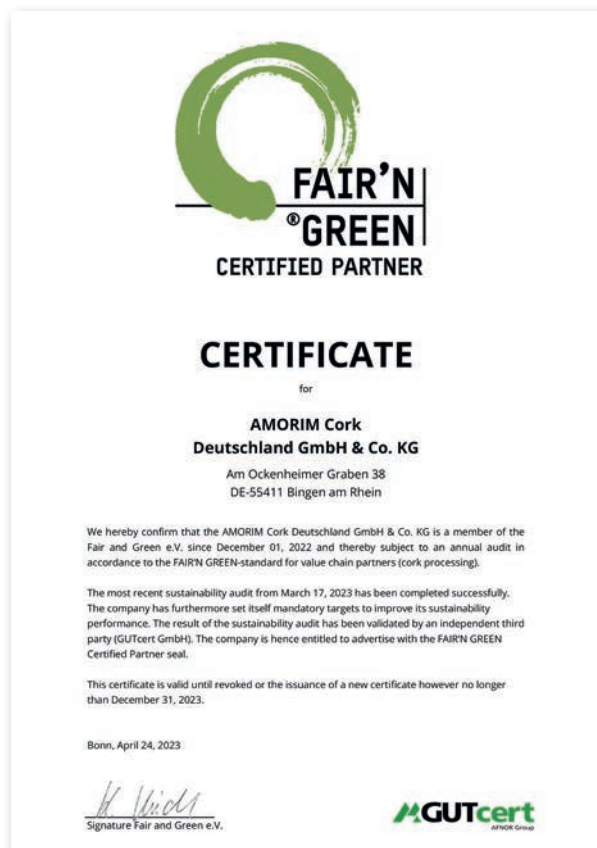 FAIR'N
®GREEN
CERTIFIED PARTNER
CERTIFICATE
for
AMORIM Cork
Deutschland GmbH & Co. KG
Am Ockenheimer Graben 38
DE-55411 Bingen am Rhein
We hereby confirm that the AMORIM Cork Deutschland GmbH & Co. KG is a member of the
Fair and Green e.V. since December 01, 2022 and thereby subject to an annual audit in
accordance to the FAIR'N GREEN-standard for value chain partners (cork processing).
The most recent sustainability audit from March 17, 2023 has been completed successfully.
The company has furthermore set itself mandatory targets to improve its sustainability
performance. The result of the sustainability audit has been validated by an independent third
party (GUTcert GmbH). The company is hence entitled to advertise with the FAIR'N GREEN
Certified Partner seal.
This certificate is valid until revoked or the issuance of a new certificate however no longer
than December 31, 2023.
Bonn, April 24, 2023
Signature Fair and Green e.V.
GUTcert
AFNOR Group